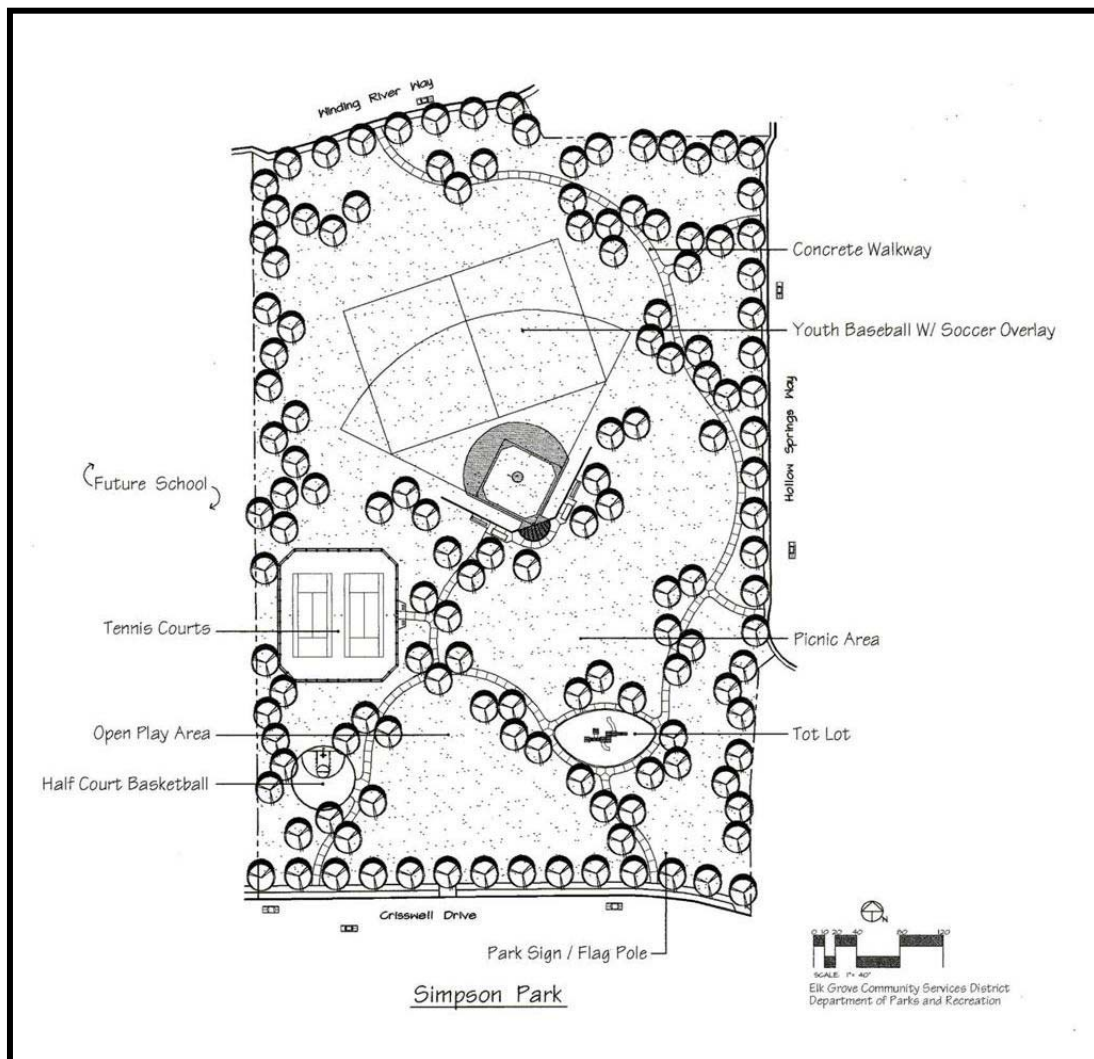 Winding River Way
Concrete Walkway
Youth Baseball W/ Soccer Overlay
Hollow Springs Way
Future School
Tennis Courts
Picnic Area
Open Play Area
Tot Lot
Half Court Basketball
Crisswell Drive
Park Sign / Flag Pole
Simpson Park
N
0 10 20 40 80 120
SCALE: 1"= 40'
Elk Grove Community Services District
Department of Parks and Recreation